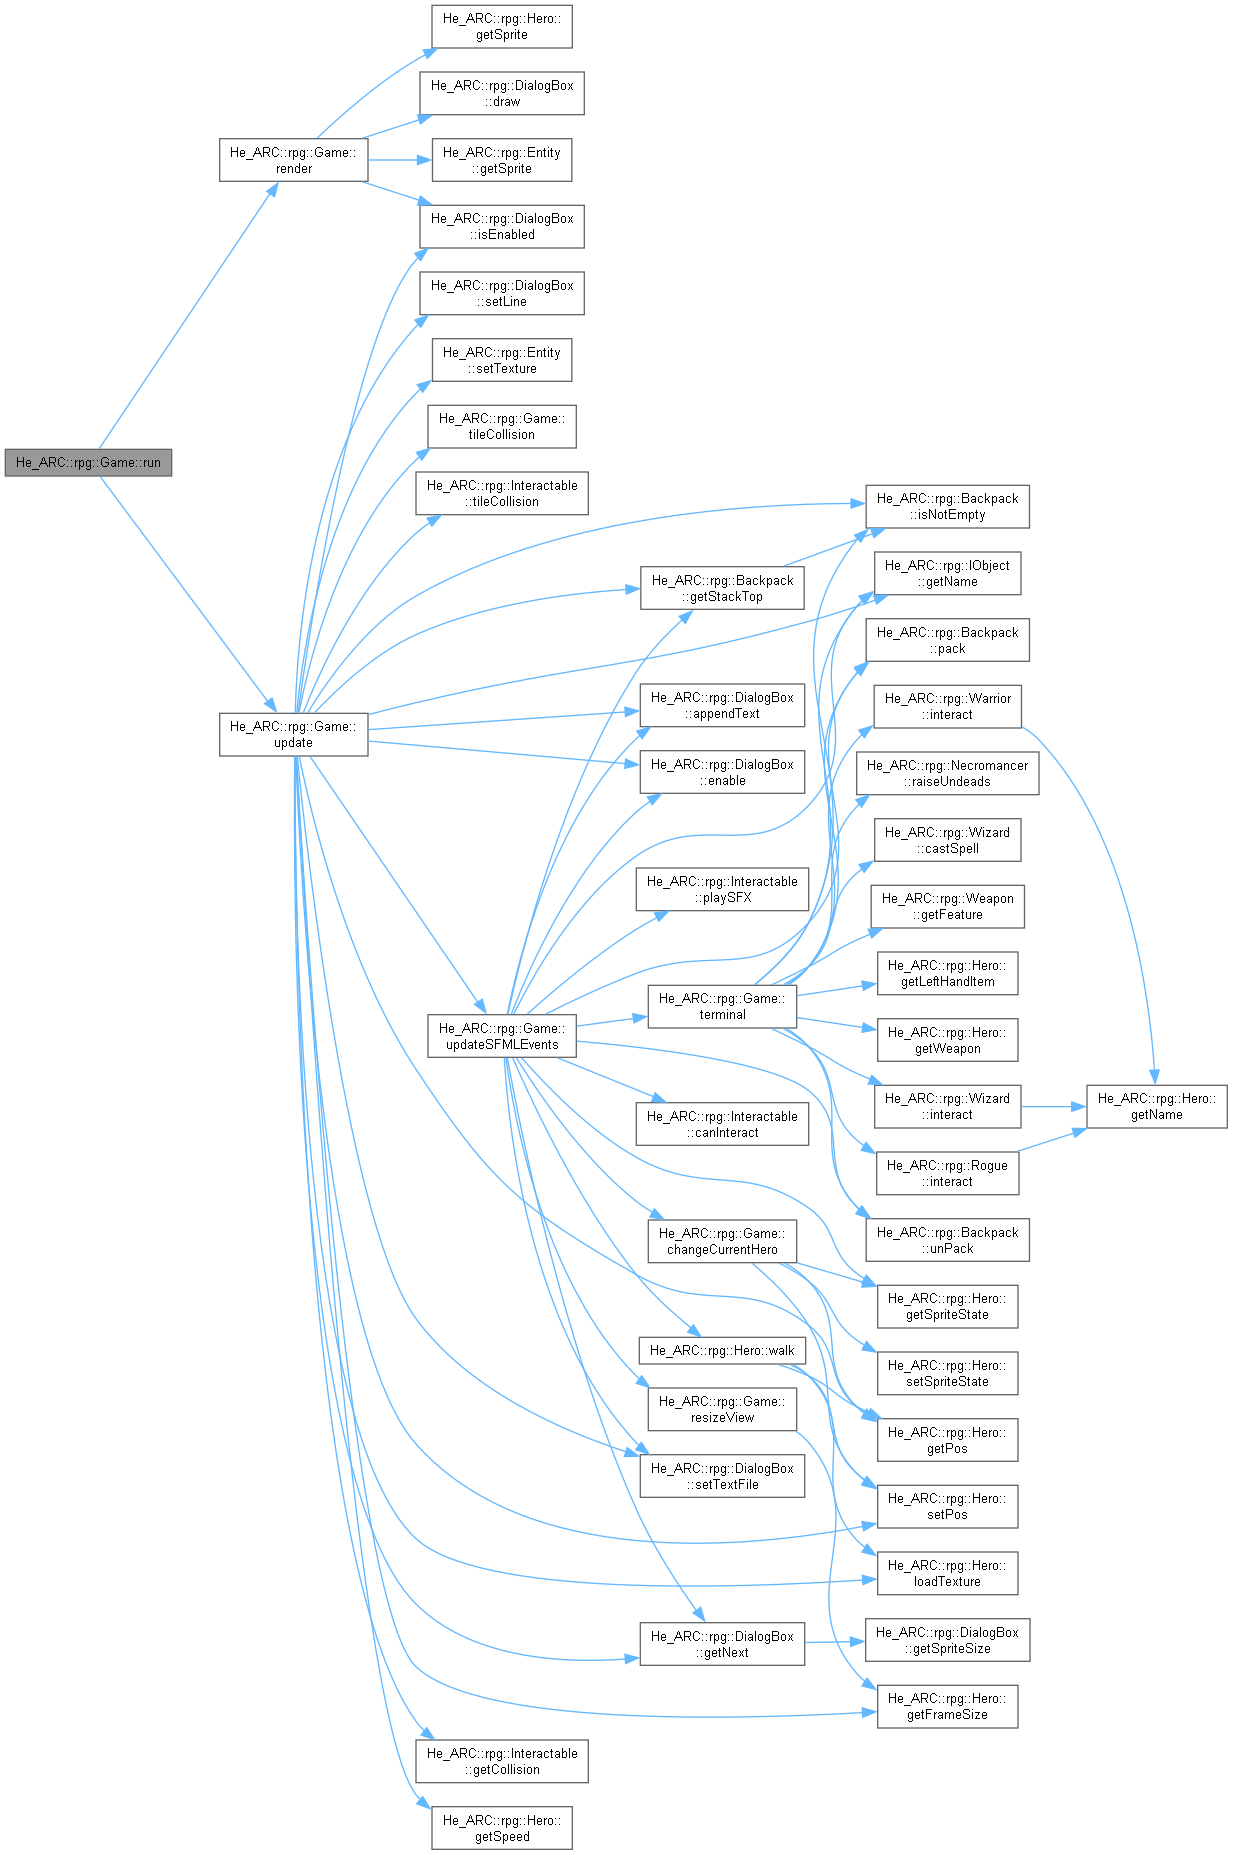 He_ARC::rpg::Hero::
getSprite
He_ARC::rpg::DialogBox
::draw
He_ARC::rpg::Game::
render
He_ARC::rpg::Entity
::getSprite
He_ARC::rpg::DialogBox
::isEnabled
He_ARC::rpg::DialogBox
::setLine
He_ARC::rpg::Entity
::setTexture
He_ARC::rpg::Game::
tileCollision
He_ARC::rpg::Game::run
He_ARC::rpg::Interactable
::tileCollision
He_ARC::rpg::Backpack
::isNotEmpty
He_ARC::rpg::IObject
::getName
He_ARC::rpg::Backpack
::getStackTop
He_ARC::rpg::Backpack
::pack
He_ARC::rpg::DialogBox
::appendText
He_ARC::rpg::Warrior
::interact
He_ARC::rpg::Game::
update
He_ARC::rpg::DialogBox
::enable
He_ARC::rpg::Necromancer
::raiseUndeads
He_ARC::rpg::Wizard
::castSpell
He_ARC::rpg::Interactable
::playSFX
He_ARC::rpg::Weapon
::getFeature
He_ARC::rpg::Hero::
getLeftHandItem
He_ARC::rpg::Game::
terminal
He_ARC::rpg::Game::
updateSFMLEvents
He_ARC::rpg::Hero::
getWeapon
He_ARC::rpg::Wizard
::interact
He_ARC::rpg::Hero::
getName
He_ARC::rpg::Interactable
::canInteract
He_ARC::rpg::Rogue
::interact
He_ARC::rpg::Backpack
::unPack
He_ARC::rpg::Game::
changeCurrentHero
He_ARC::rpg::Hero::
getSpriteState
He_ARC::rpg::Hero::walk
He_ARC::rpg::Hero::
setSpriteState
He_ARC::rpg::Game::
resizeView
He_ARC::rpg::Hero::
getPos
He_ARC::rpg::DialogBox
::setTextFile
He_ARC::rpg::Hero::
setPos
He_ARC::rpg::Hero::
loadTexture
He_ARC::rpg::DialogBox
::getNext
He_ARC::rpg::DialogBox
::getSpriteSize
He_ARC::rpg::Hero::
getFrameSize
He_ARC::rpg::Interactable
::getCollision
He_ARC::rpg::Hero::
getSpeed